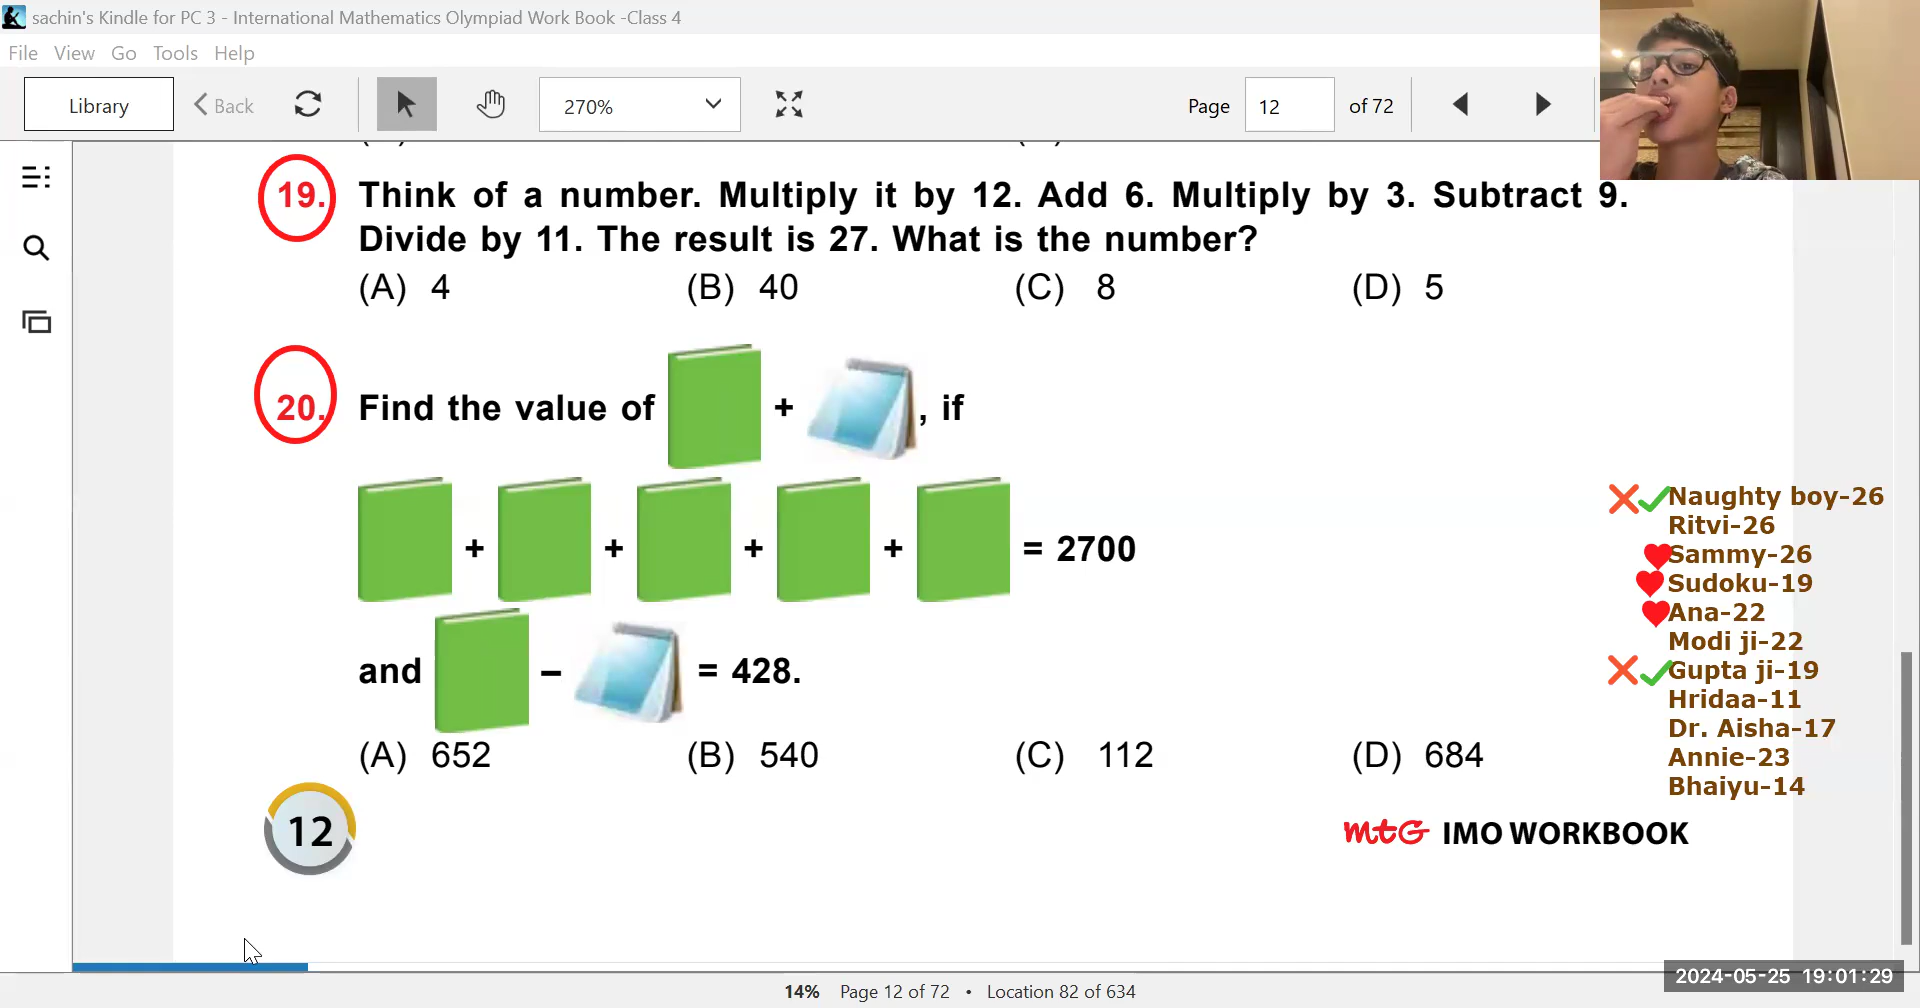 sachin's Kindle for PC 3 - International Mathematics Olympiad Work Book -Class 4
File View Go Tools Help
Library Back 270% Page 12 of 72
19. Think of a number. Multiply it by 12. Add 6. Multiply by 3. Subtract 9.
Divide by 11. The result is 27. What is the number?
(A) 4 (B) 40 (C) 8 (D) 5
20. Find the value of + , if
+ + + + = 2700
and – = 428.
(A) 652 (B) 540 (C) 112 (D) 684
12
mtG IMO WORKBOOK
Naughty boy-26
Ritvi-26
Sammy-26
Sudoku-19
Ana-22
Modi ji-22
Gupta ji-19
Hridaa-11
Dr. Aisha-17
Annie-23
Bhaiyu-14
2024-05-25 19:01:29
14% Page 12 of 72 • Location 82 of 634